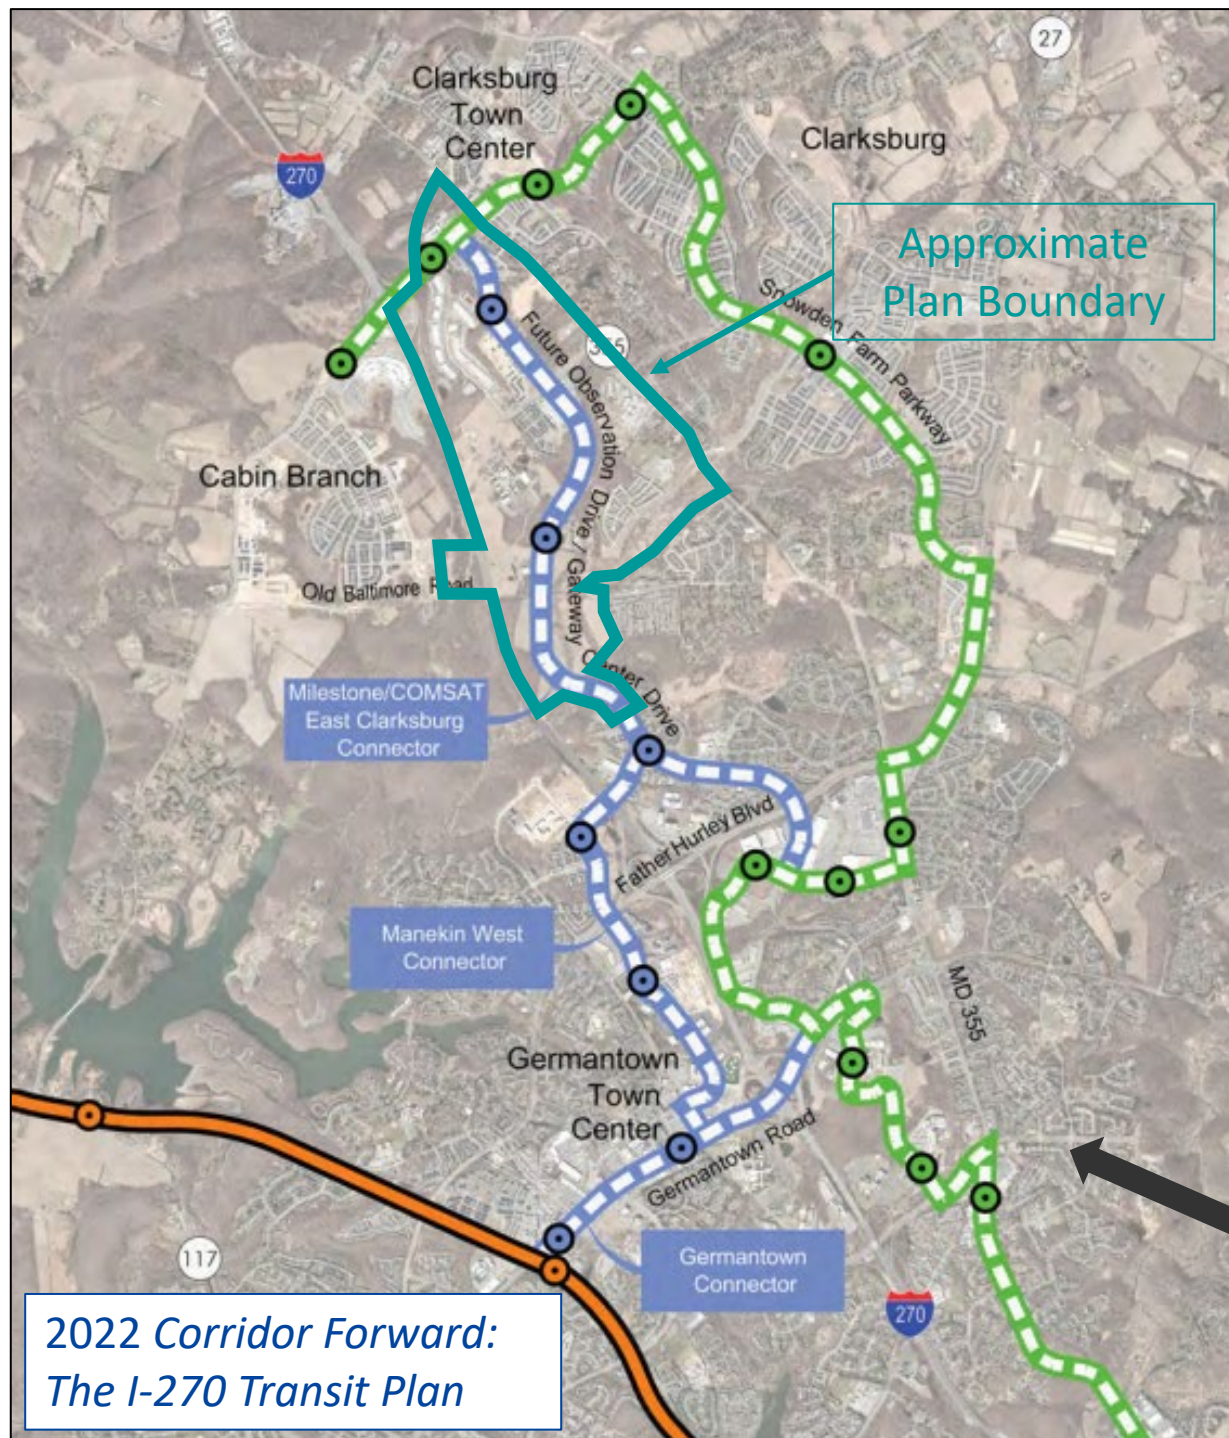 27
Clarksburg
Town
Center
Clarksburg
270
Approximate
Plan Boundary
Snowden Farm Parkway
355
Future Observation Drive / Gateway Center Drive
Cabin Branch
Old Baltimore Road
Milestone/COMSAT
East Clarksburg
Connector
Father Hurley Blvd
Manekin West
Connector
MD 355
Germantown
Town
Center
Germantown Road
117
Germantown
Connector
270
2022 Corridor Forward:
The I-270 Transit Plan